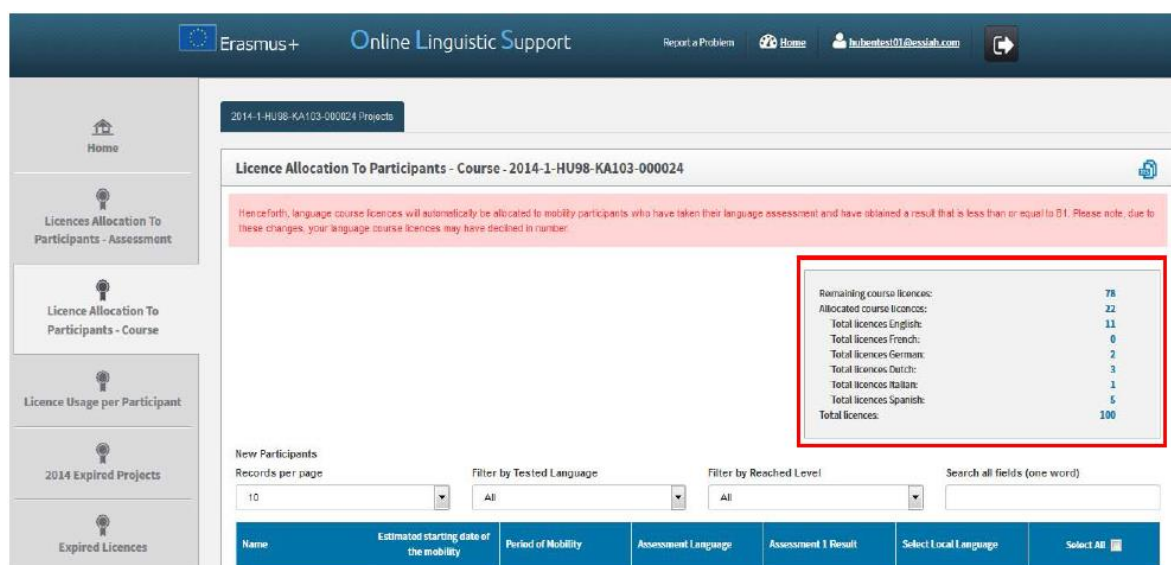 Erasmus+ Online Linguistic Support Report a Problem Home hubentest01@essiah.com
2014-1-HU98-KA103-000024 Projects
Home
Licences Allocation To
Participants - Assessment
Licence Allocation To
Participants - Course
Licence Usage per Participant
2014 Expired Projects
Expired Licences
Licence Allocation To Participants - Course - 2014-1-HU98-KA103-000024
Henceforth, language course licences will automatically be allocated to mobility participants who have taken their language assessment and have obtained a result that is less than or equal to B1. Please note, due to
these changes, your language course licences may have declined in number.
Remaining course licences: 78
Allocated course licences: 22
Total licences English: 11
Total licences French: 0
Total licences German: 2
Total licences Dutch: 3
Total licences Italian: 1
Total licences Spanish: 5
Total licences: 100
New Participants
Records per page Filter by Tested Language Filter by Reached Level Search all fields (one word)
10 All All
Name Estimated starting date of Period of Mobility Assessment Language Assessment 1 Result Select Local Language Select All
the mobility